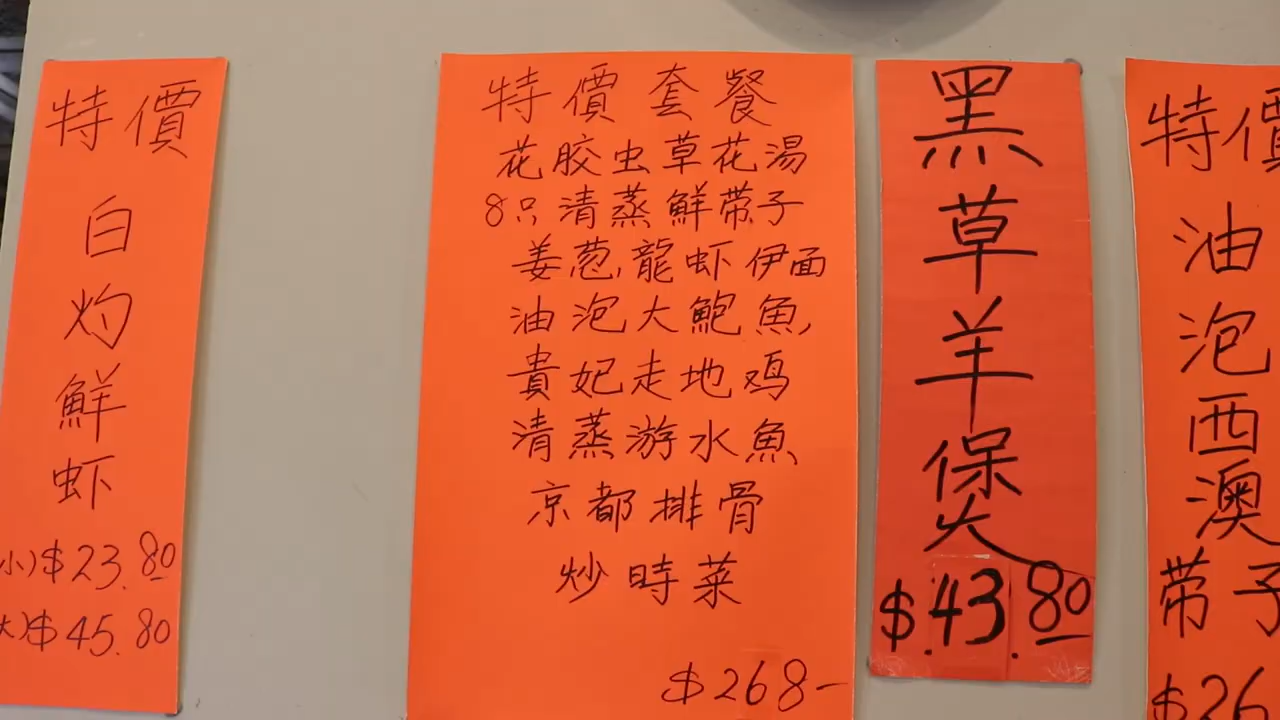 特價
白灼鮮虾
小)$23.80
大)$45.80
特價套餐
花胶虫草花湯
8只清蒸鮮带子
姜葱龍虾伊面
油泡大鮑魚
貴妃走地鸡
清蒸游水魚
京都排骨
炒時菜
$268-
黑草羊煲
$43.80
特價
油泡西澳带子
$26